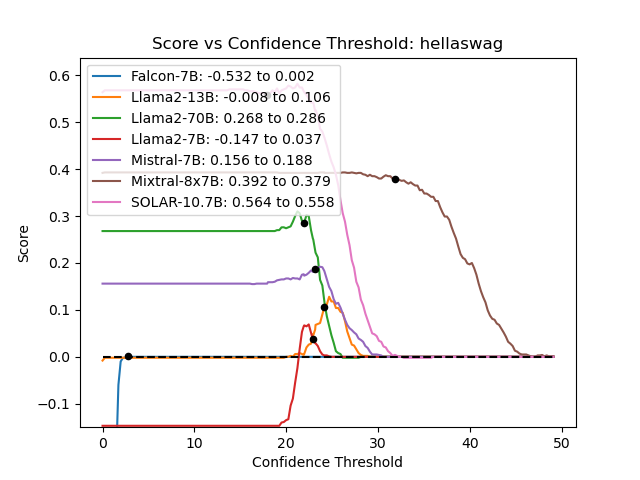 Score vs Confidence Threshold: hellaswag
Falcon-7B: -0.532 to 0.002
Llama2-13B: -0.008 to 0.106
Llama2-70B: 0.268 to 0.286
Llama2-7B: -0.147 to 0.037
Mistral-7B: 0.156 to 0.188
Mixtral-8x7B: 0.392 to 0.379
SOLAR-10.7B: 0.564 to 0.558
Score
0.6
0.5
0.4
0.3
0.2
0.1
0.0
−0.1
0 10 20 30 40 50
Confidence Threshold